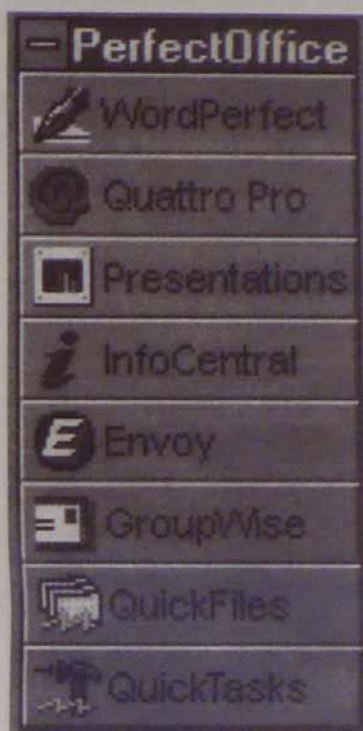 PerfectOffice
WordPerfect
Quattro Pro
Presentations
InfoCentral
Envoy
GroupWise
QuickFiles
QuickTasks